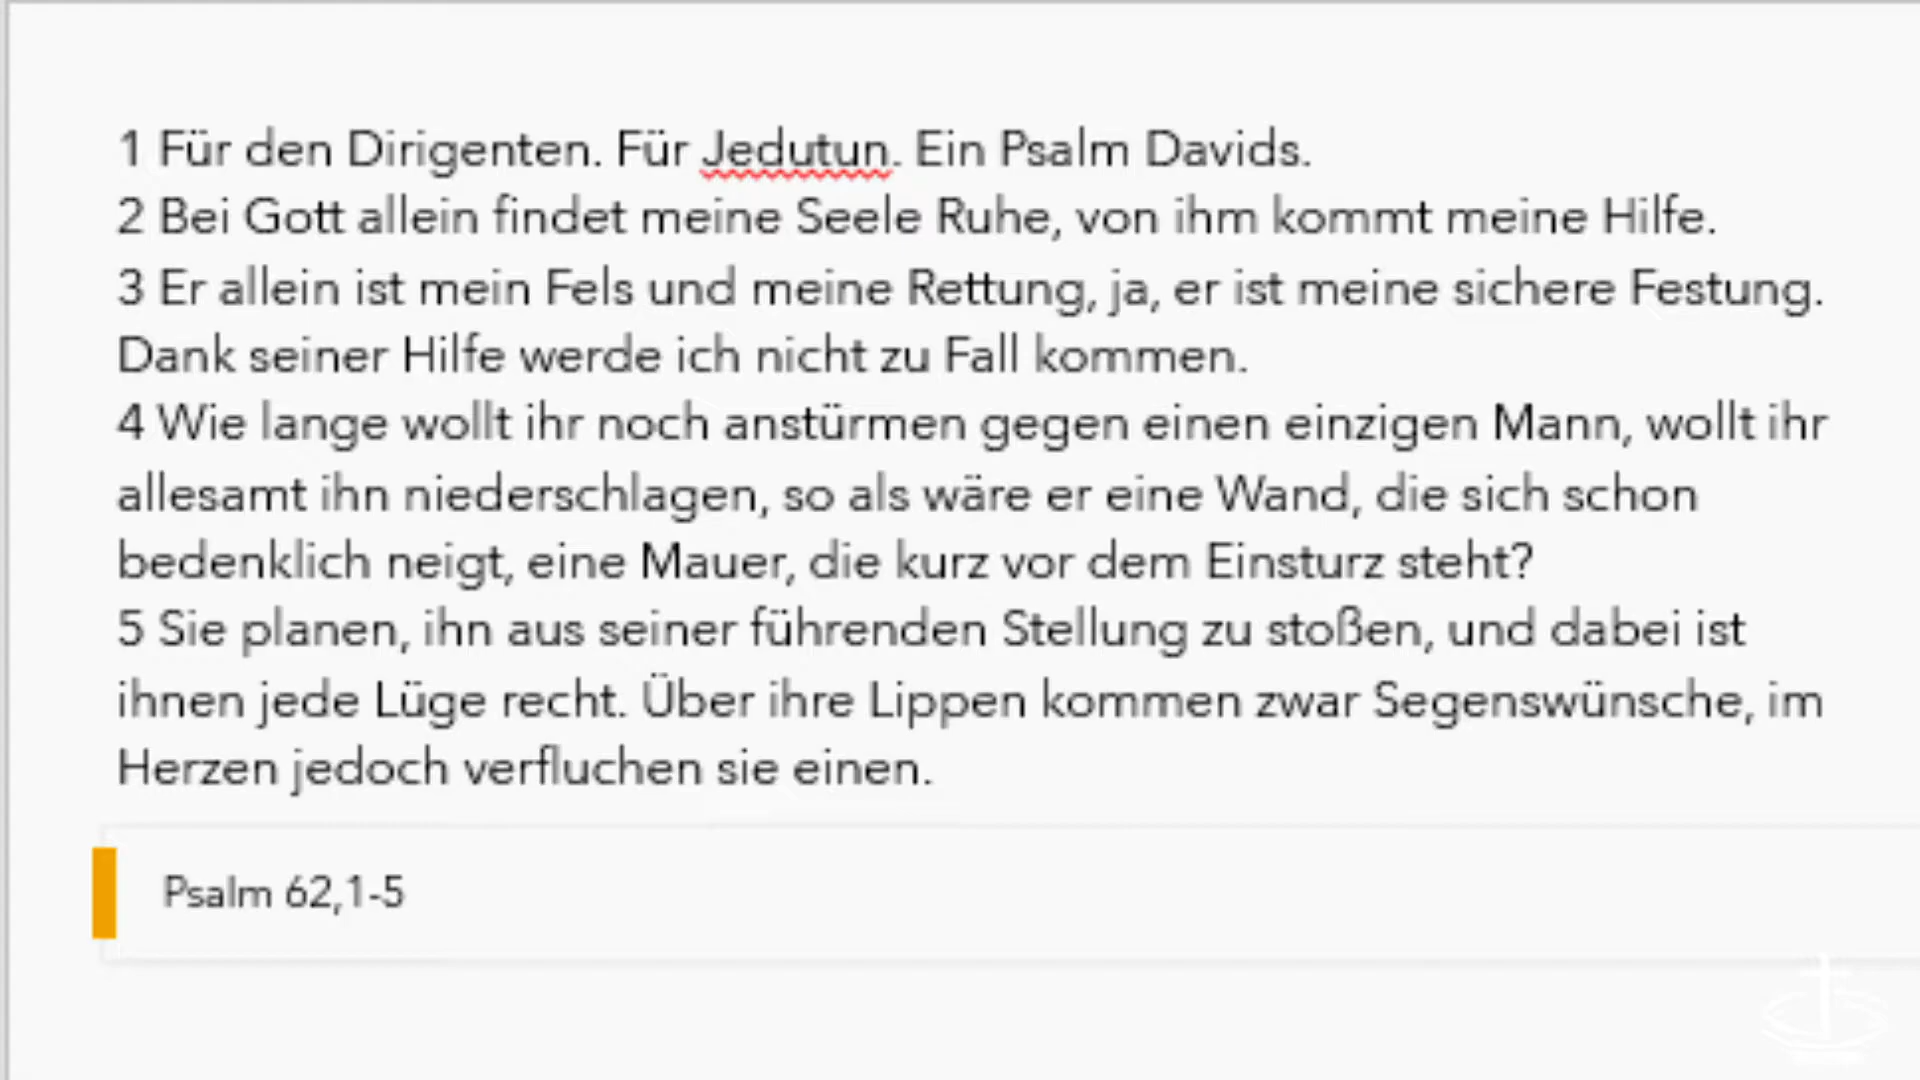 1 Für den Dirigenten. Für Jedutun. Ein Psalm Davids.
2 Bei Gott allein findet meine Seele Ruhe, von ihm kommt meine Hilfe.
3 Er allein ist mein Fels und meine Rettung, ja, er ist meine sichere Festung.
Dank seiner Hilfe werde ich nicht zu Fall kommen.
4 Wie lange wollt ihr noch anstürmen gegen einen einzigen Mann, wollt ihr
allesamt ihn niederschlagen, so als wäre er eine Wand, die sich schon
bedenklich neigt, eine Mauer, die kurz vor dem Einsturz steht?
5 Sie planen, ihn aus seiner führenden Stellung zu stoßen, und dabei ist
ihnen jede Lüge recht. Über ihre Lippen kommen zwar Segenswünsche, im
Herzen jedoch verfluchen sie einen.
Psalm 62,1-5